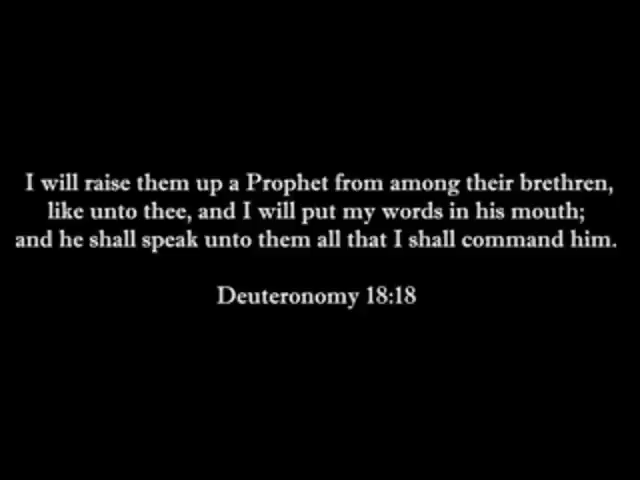 I will raise them up a Prophet from among their brethren,
like unto thee, and I will put my words in his mouth;
and he shall speak unto them all that I shall command him.
Deuteronomy 18:18